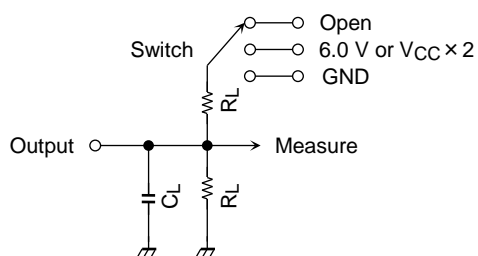 Open
Switch
6.0 V or VCC × 2
GND
RL
Output
Measure
CL
RL